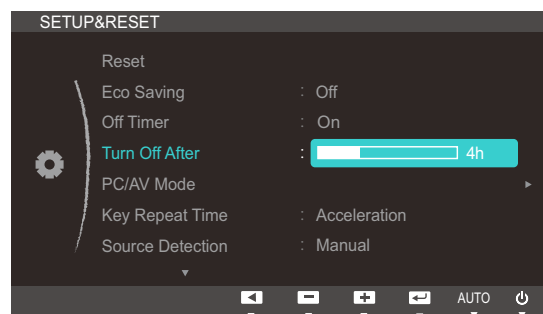 SETUP&RESET
Reset
Eco Saving : Off
Off Timer : On
Turn Off After : 4h
PC/AV Mode
Key Repeat Time : Acceleration
Source Detection : Manual
AUTO